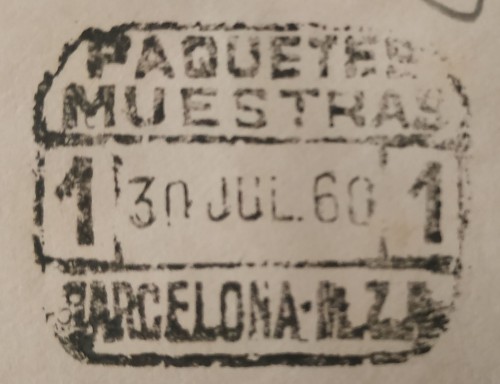 PAQUETES
MUESTRAS
1 30 JUL.60 1
BARCELONA-M.Z.A